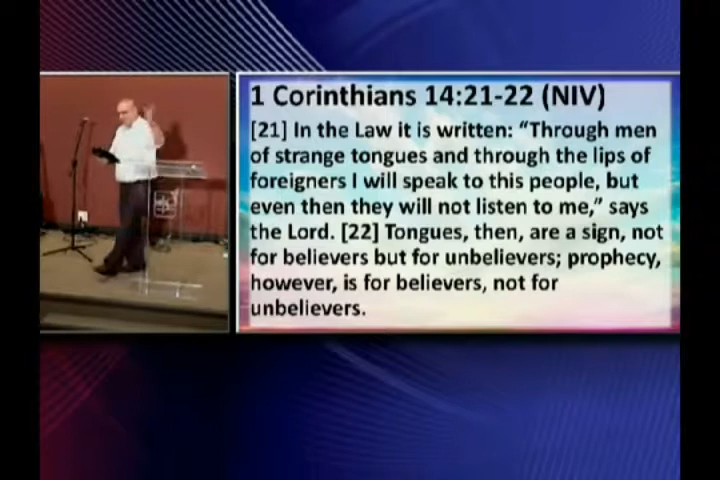 1 Corinthians 14:21-22 (NIV)
[21] In the Law it is written: “Through men
of strange tongues and through the lips of
foreigners I will speak to this people, but
even then they will not listen to me,” says
the Lord. [22] Tongues, then, are a sign, not
for believers but for unbelievers; prophecy,
however, is for believers, not for
unbelievers.